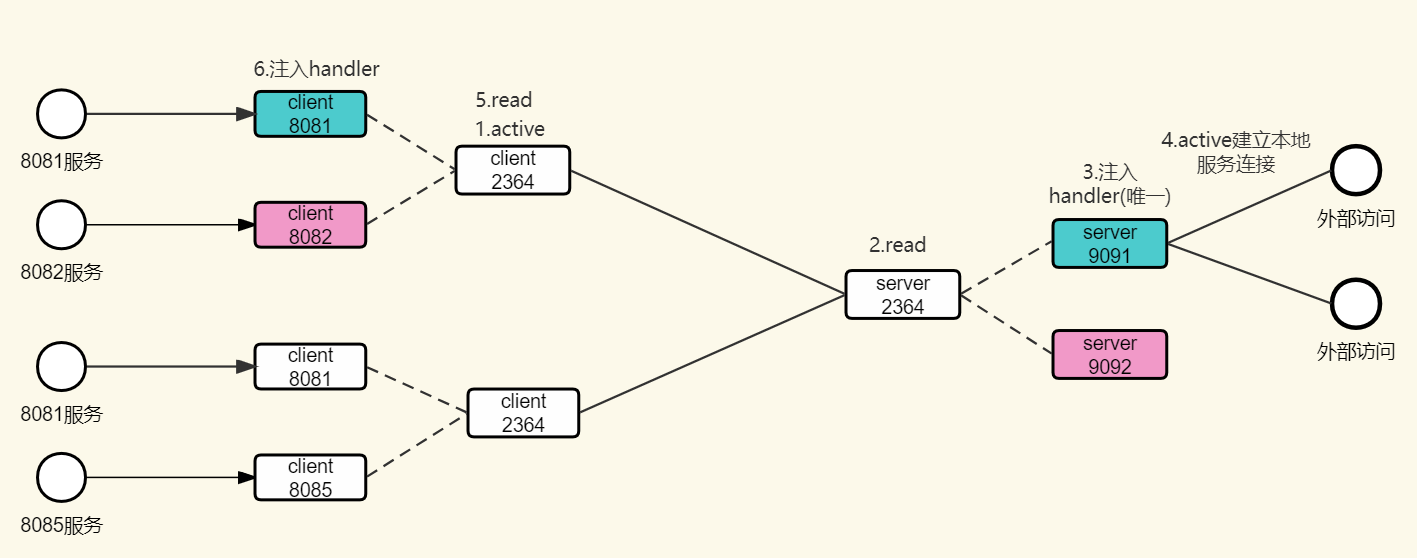 6.注入handler
client
8081
8081服务
5.read
1.active
client
2364
client
8082
8082服务
4.active建立本地
服务连接
外部访问
3.注入
handler(唯一)
server
9091
2.read
server
2364
外部访问
server
9092
client
8081
8081服务
client
2364
client
8085
8085服务